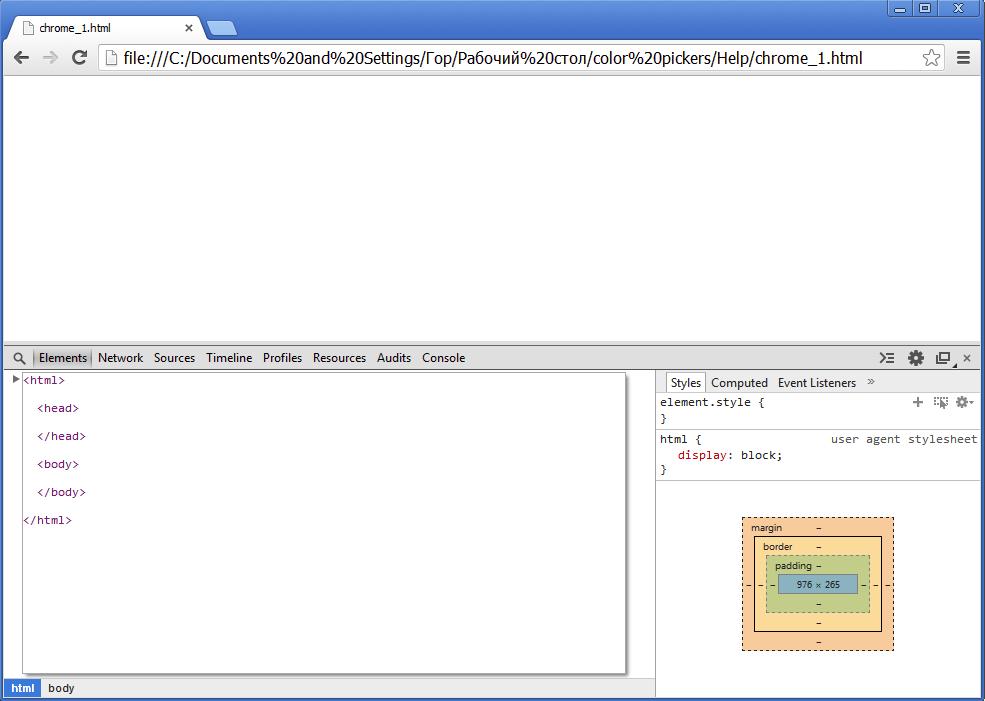 chrome_1.html
file:///C:/Documents%20and%20Settings/Гор/Рабочий%20стол/color%20pickers/Help/chrome_1.html
Elements Network Sources Timeline Profiles Resources Audits Console
<html>
<head>
</head>
<body>
</body>
</html>
html body
Styles Computed Event Listeners »
element.style {
}
html { user agent stylesheet
display: block;
}
margin –
border –
padding –
– – – 976 × 265 – – –
–
–
–